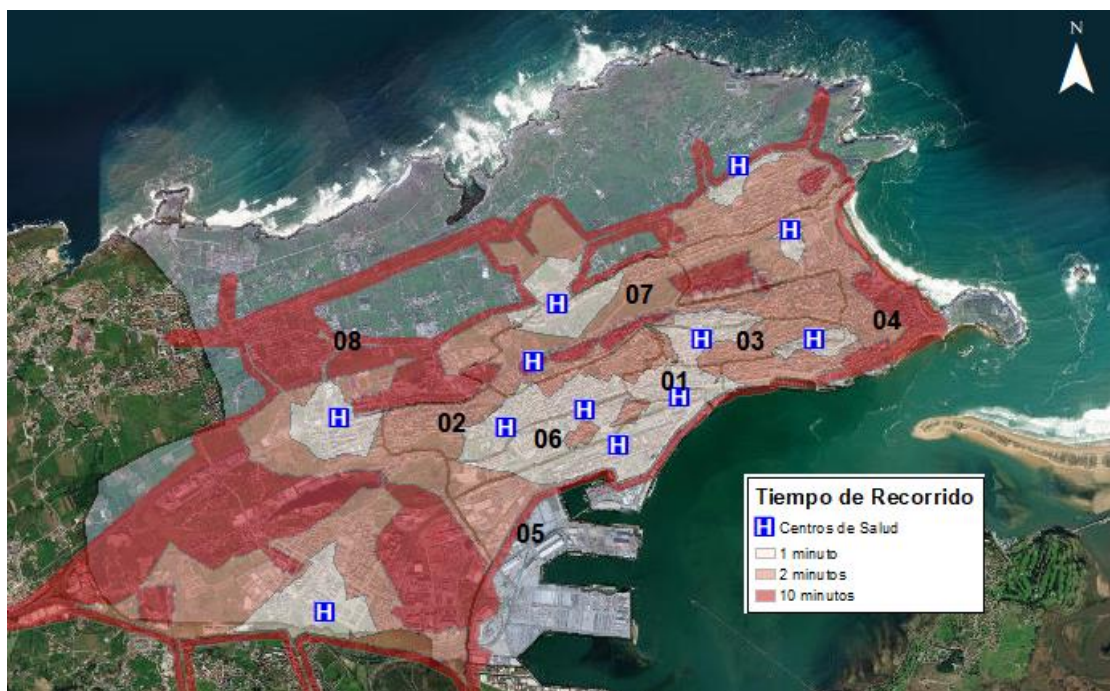 N
H
H
07
H
04
08
H
03
H
H
01
H
H
02
H
H
06
H
05
H
Tiempo de Recorrido
H Centros de Salud
1 minuto
2 minutos
10 minutos